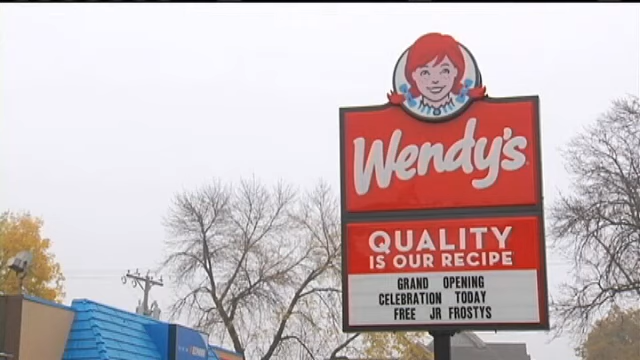 Wendy's
QUALITY
IS OUR RECIPE
GRAND OPENING
CELEBRATION TODAY
FREE JR FROSTYS